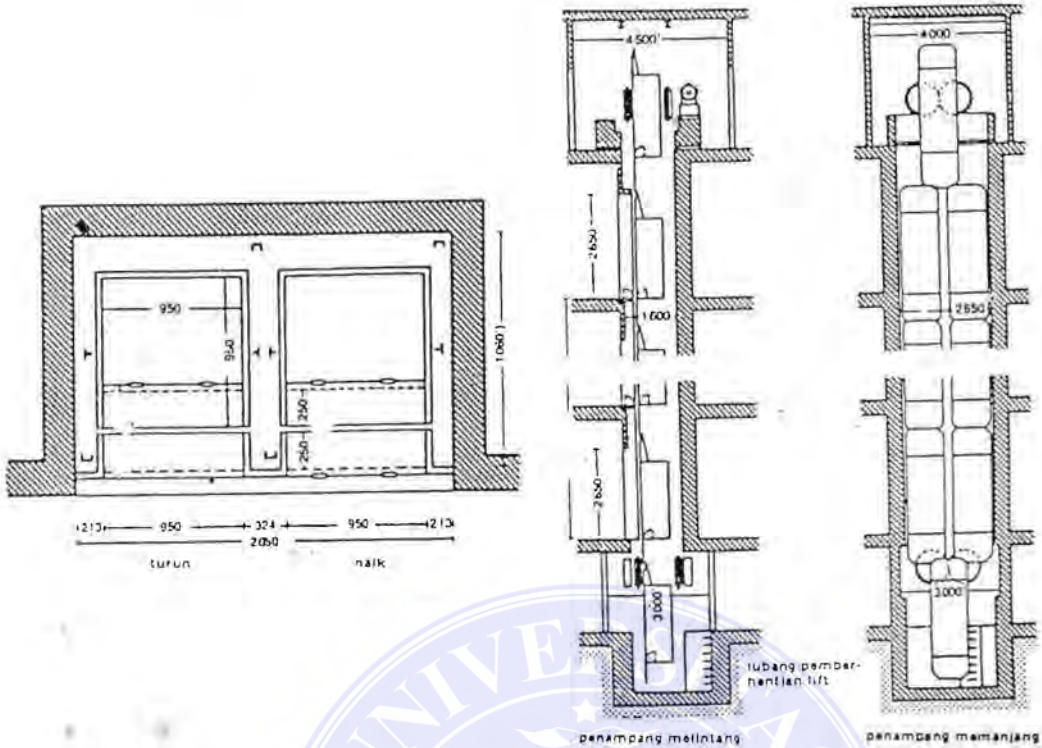 950
950
250
250
1060')
213 950 324 950 213
2050
turun naik
4500'
2650
1600
2650
3000
lubang pember-
hentian lift
penampang melintang
4000
2650
3000
penampang memanjang
UNIVERS